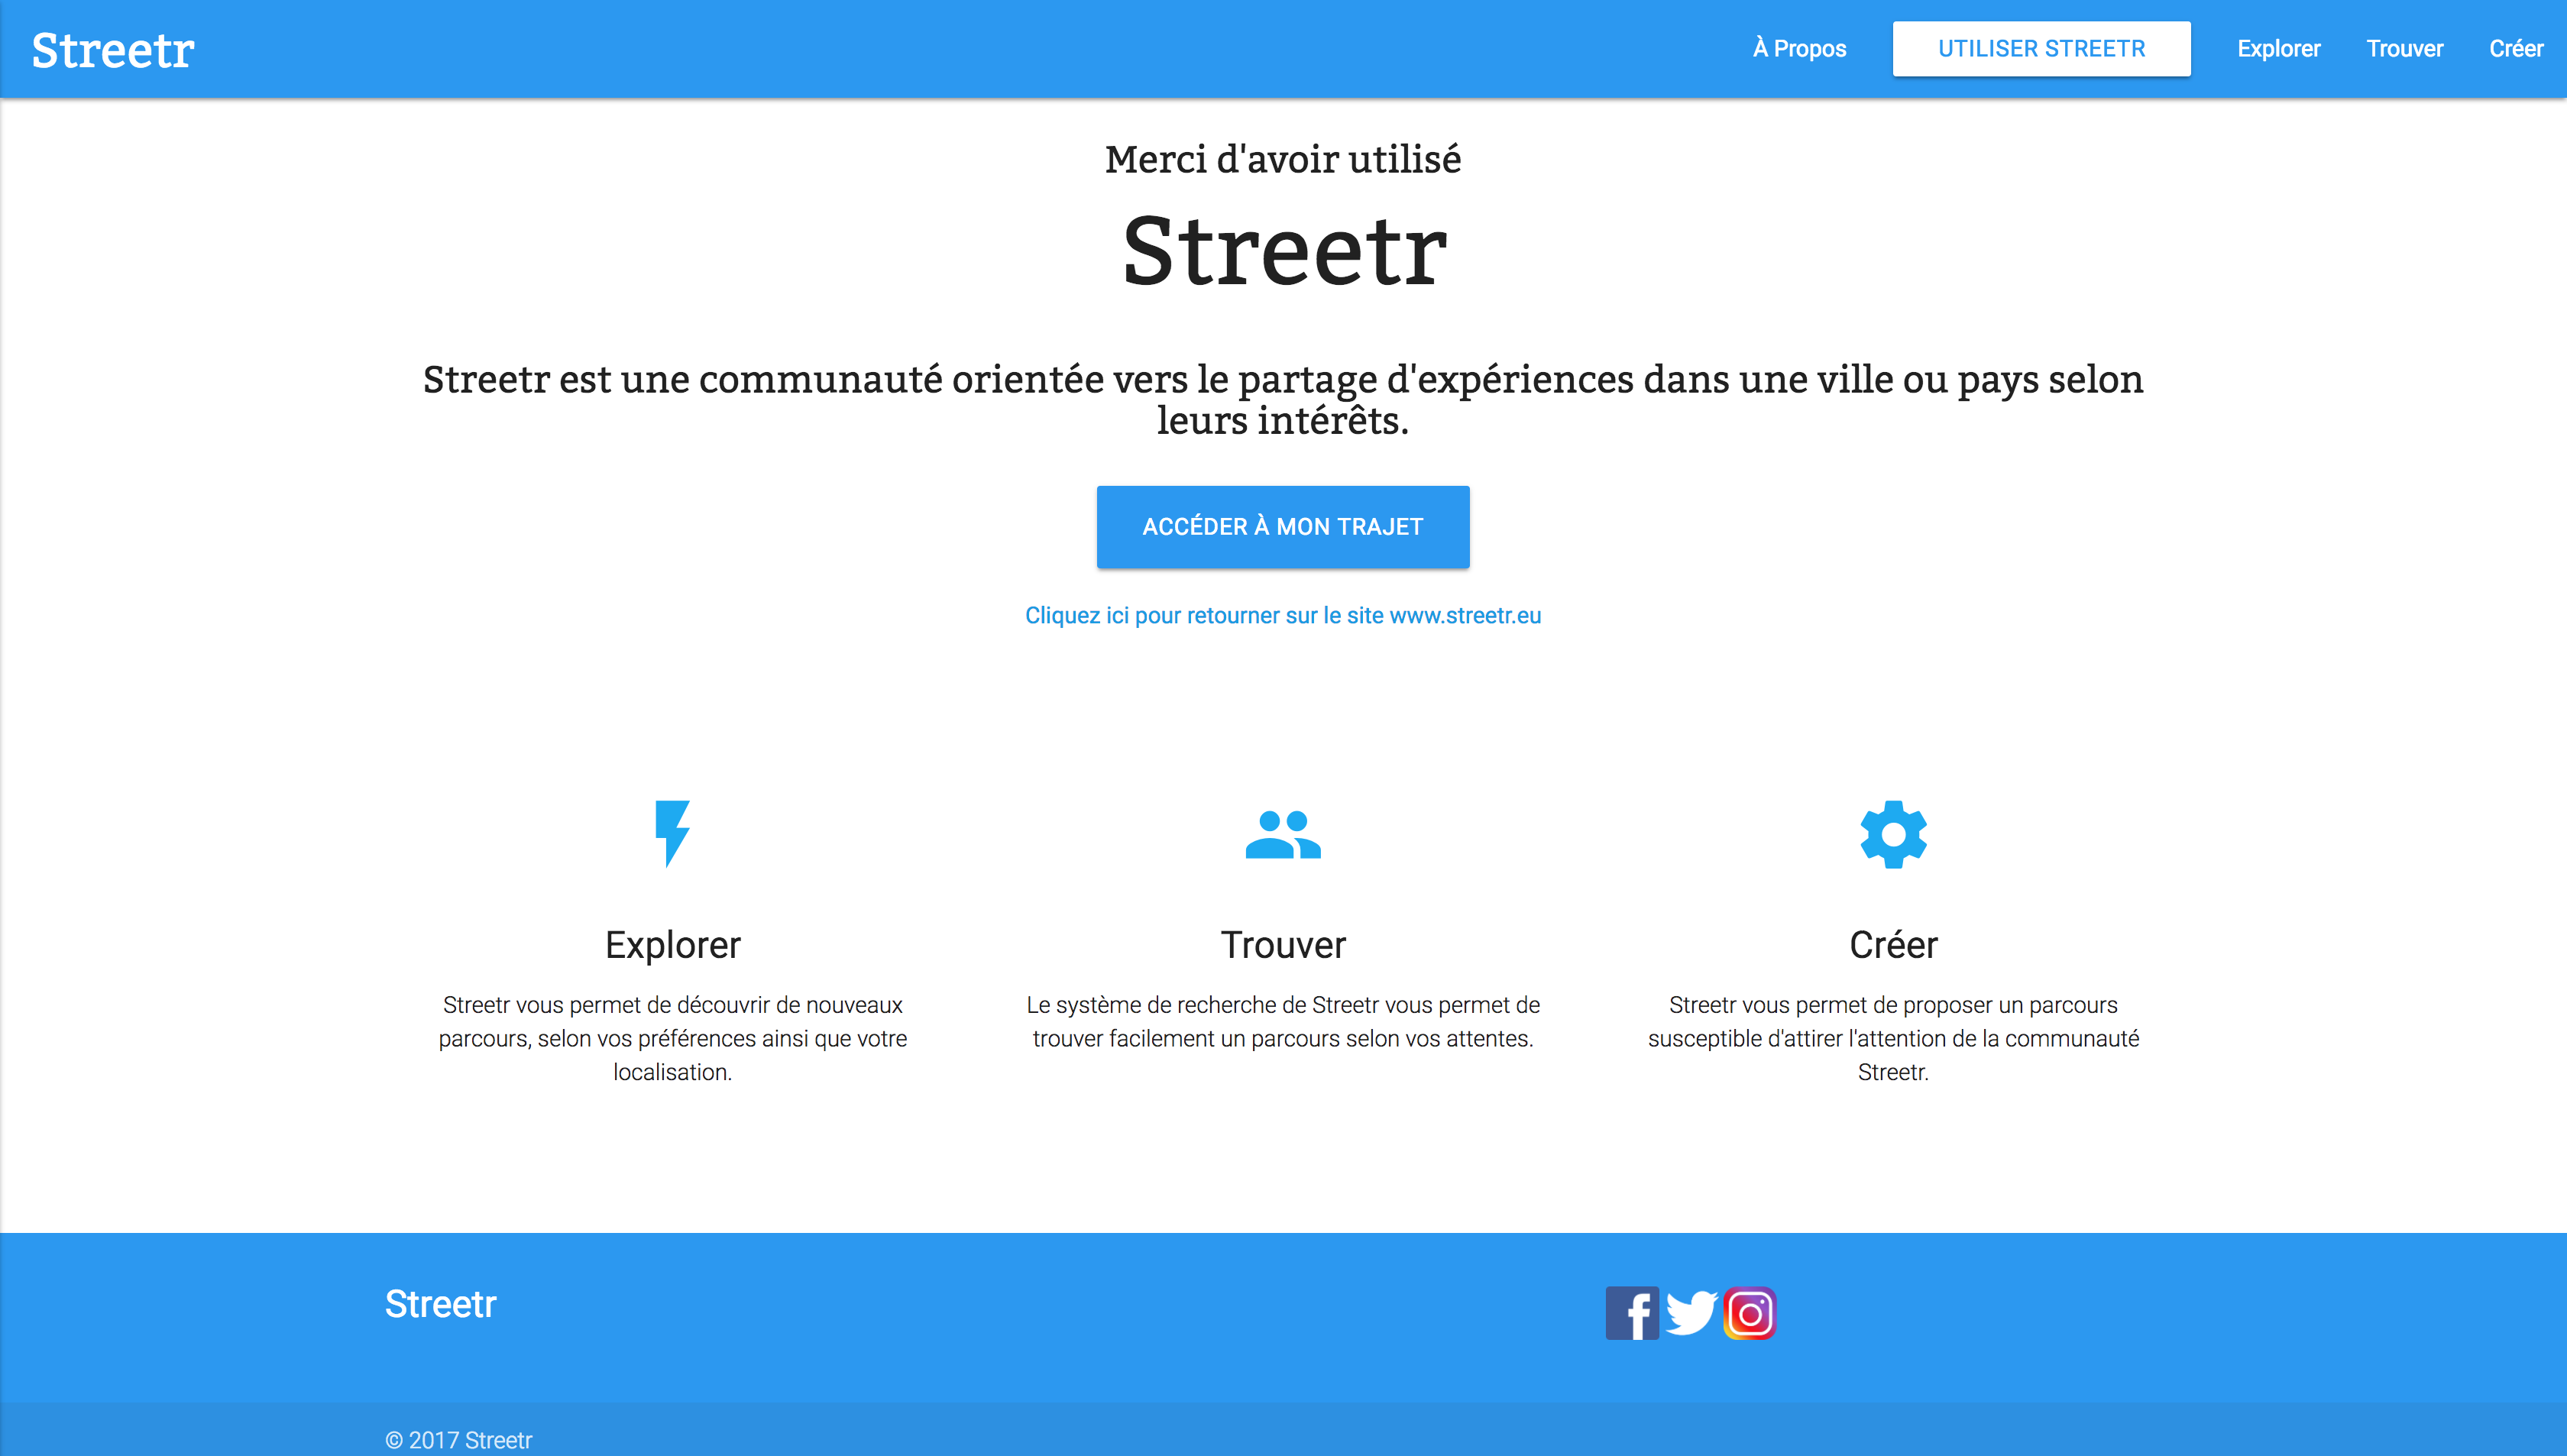 Streetr
À Propos
UTILISER STREETR
Explorer
Trouver
Créer
Merci d'avoir utilisé
Streetr
Streetr est une communauté orientée vers le partage d'expériences dans une ville ou pays selon
leurs intérêts.
ACCÉDER À MON TRAJET
Cliquez ici pour retourner sur le site www.streetr.eu
Explorer
Streetr vous permet de découvrir de nouveaux
parcours, selon vos préférences ainsi que votre
localisation.
Trouver
Le système de recherche de Streetr vous permet de
trouver facilement un parcours selon vos attentes.
Créer
Streetr vous permet de proposer un parcours
susceptible d'attirer l'attention de la communauté
Streetr.
Streetr
© 2017 Streetr